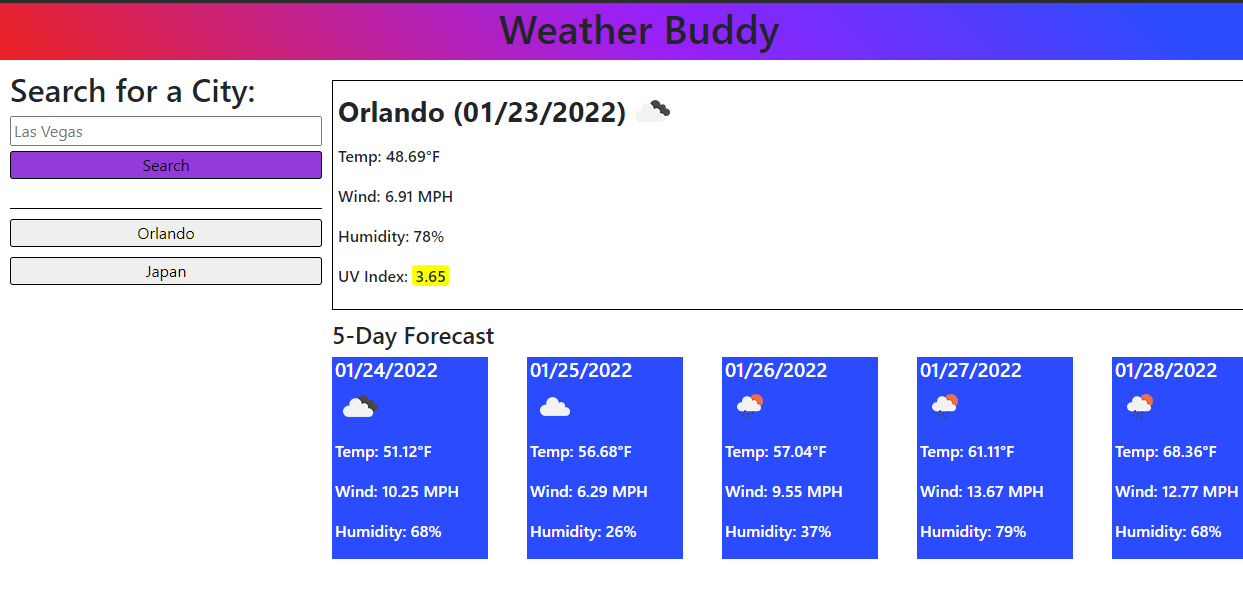 Weather Buddy
Search for a City:
Las Vegas
Search
Orlando
Japan
Orlando (01/23/2022)
Temp: 48.69°F
Wind: 6.91 MPH
Humidity: 78%
UV Index: 3.65
5-Day Forecast
01/24/2022
Temp: 51.12°F
Wind: 10.25 MPH
Humidity: 68%
01/25/2022
Temp: 56.68°F
Wind: 6.29 MPH
Humidity: 26%
01/26/2022
Temp: 57.04°F
Wind: 9.55 MPH
Humidity: 37%
01/27/2022
Temp: 61.11°F
Wind: 13.67 MPH
Humidity: 79%
01/28/2022
Temp: 68.36°F
Wind: 12.77 MPH
Humidity: 68%